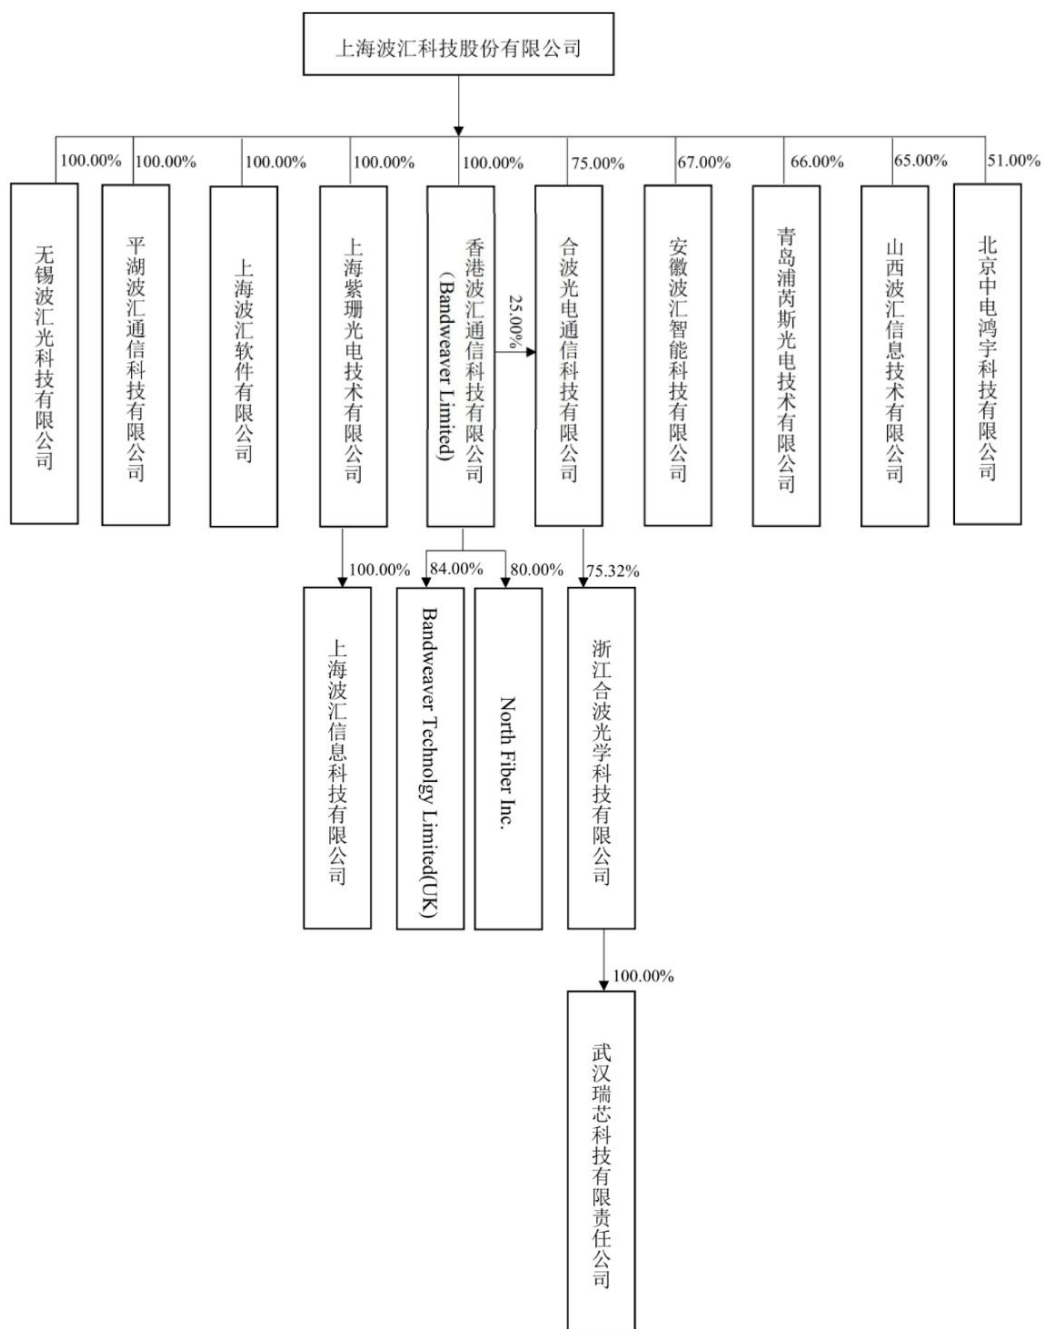 上海波汇科技股份有限公司
100.00%
100.00%
100.00%
100.00%
100.00%
75.00%
67.00%
66.00%
65.00%
51.00%
无锡波汇光科技有限公司
平湖波汇通信科技有限公司
上海波汇软件有限公司
上海紫珊光电技术有限公司
香港波汇通信科技有限公司
(Bandweaver Limited)
25.00%
合波光电通信科技有限公司
安徽波汇智能科技有限公司
青岛浦芮斯光电技术有限公司
山西波汇信息技术有限公司
北京中电鸿宇科技有限公司
100.00%
84.00%
80.00%
75.32%
上海波汇信息科技有限公司
Bandweaver Technolgy Limited(UK)
North Fiber Inc.
浙江合波光学科技有限公司
100.00%
武汉瑞芯科技有限责任公司